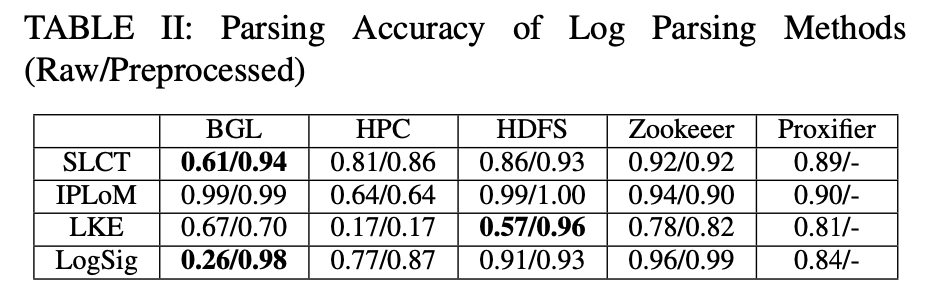 TABLE II: Parsing Accuracy of Log Parsing Methods
(Raw/Preprocessed)
BGL HPC HDFS Zookeeer Proxifier
SLCT 0.61/0.94 0.81/0.86 0.86/0.93 0.92/0.92 0.89/-
IPLoM 0.99/0.99 0.64/0.64 0.99/1.00 0.94/0.90 0.90/-
LKE 0.67/0.70 0.17/0.17 0.57/0.96 0.78/0.82 0.81/-
LogSig 0.26/0.98 0.77/0.87 0.91/0.93 0.96/0.99 0.84/-